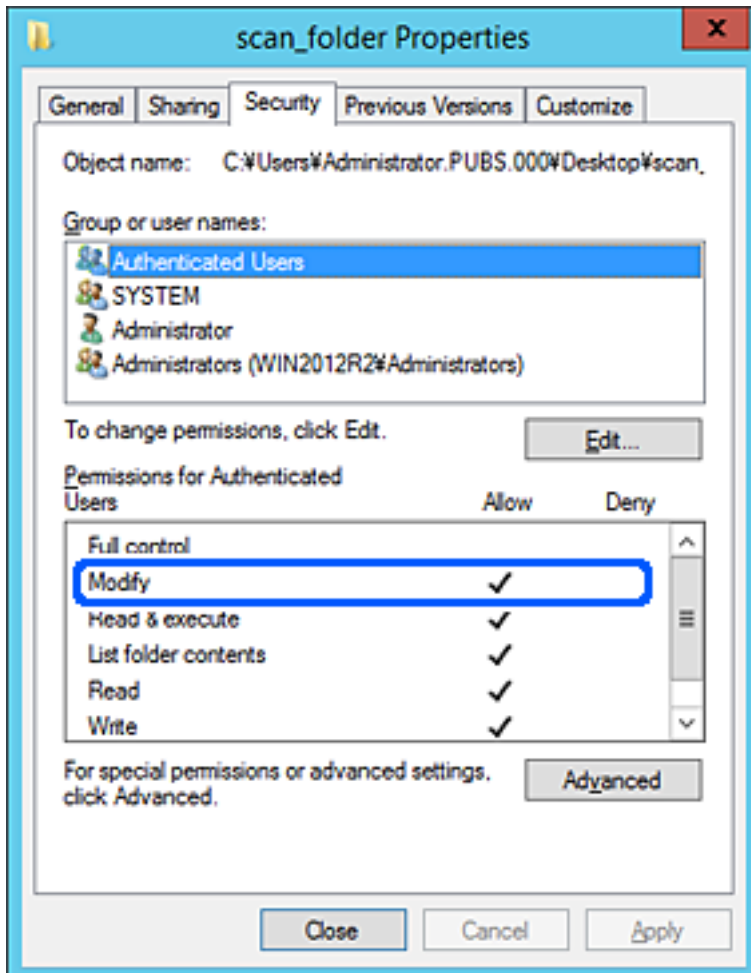 scan_folder Properties
x
General Sharing Security Previous Versions Customize
Object name: C:¥Users¥Administrator.PUBS.000¥Desktop¥scan_
Group or user names:
Authenticated Users
SYSTEM
Administrator
Administrators (WIN2012R2¥Administrators)
To change permissions, click Edit.
Edit...
Permissions for Authenticated
Users Allow Deny
Full control
Modify
Read & execute
List folder contents
Read
Write
For special permissions or advanced settings,
click Advanced.
Advanced
Close Cancel Apply